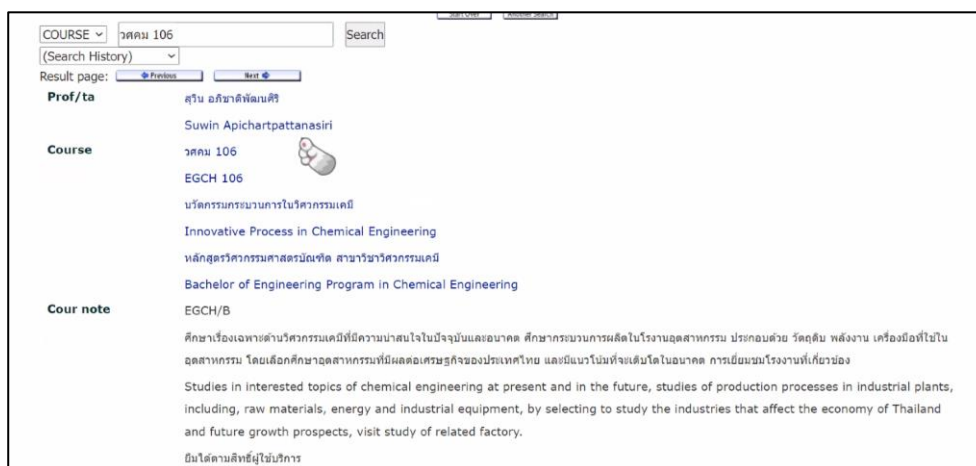 Start Over Another Search
COURSE วศคม 106 Search
(Search History)
Result page: Previous Next
Prof/ta สุวิน อภิชาติพัฒนศิริ
Suwin Apichartpattanasiri
Course วศคม 106
EGCH 106
นวัตกรรมกระบวนการในวิศวกรรมเคมี
Innovative Process in Chemical Engineering
หลักสูตรวิศวกรรมศาสตรบัณฑิต สาขาวิชาวิศวกรรมเคมี
Bachelor of Engineering Program in Chemical Engineering
Cour note EGCH/B
ศึกษาเรื่องเฉพาะด้านวิศวกรรมเคมีที่มีความน่าสนใจในปัจจุบันและอนาคต ศึกษากระบวนการผลิตในโรงงานอุตสาหกรรม ประกอบด้วย วัตถุดิบ พลังงาน เครื่องมือที่ใช้ใน
อุตสาหกรรม โดยเลือกศึกษาอุตสาหกรรมที่มีผลต่อเศรษฐกิจของประเทศไทย และมีแนวโน้มที่จะเติบโตในอนาคต การเยี่ยมชมโรงงานที่เกี่ยวข้อง
Studies in interested topics of chemical engineering at present and in the future, studies of production processes in industrial plants,
including, raw materials, energy and industrial equipment, by selecting to study the industries that affect the economy of Thailand
and future growth prospects, visit study of related factory.
ยืมได้ตามสิทธิ์ผู้ใช้บริการ